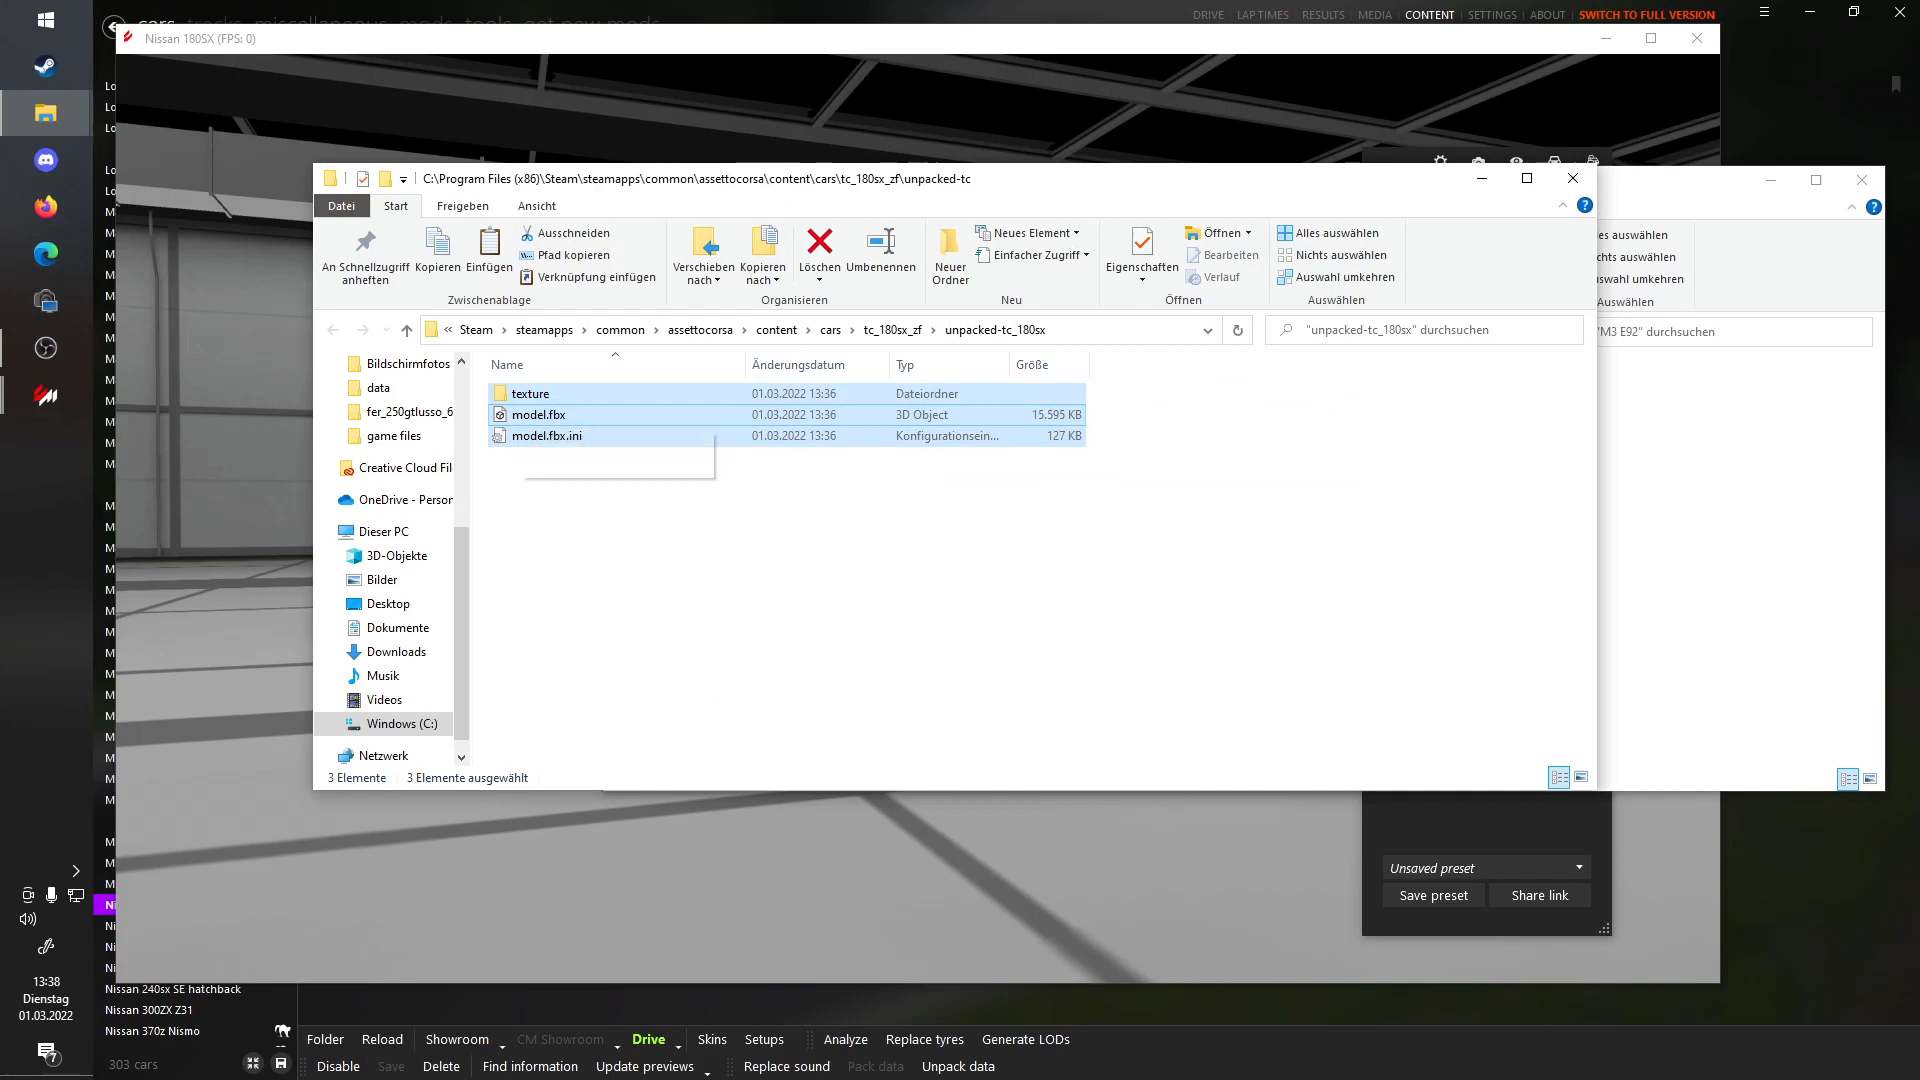 cars tracks miscellaneous mods tools get new mods
DRIVE LAP TIMES RESULTS MEDIA CONTENT SETTINGS ABOUT SWITCH TO FULL VERSION
Nissan 180SX (FPS: 0)
C:\Program Files (x86)\Steam\steamapps\common\assettocorsa\content\cars\tc_180sx_zf\unpacked-tc
Datei Start Freigeben Ansicht
An Schnellzugriff anheften
Kopieren
Einfügen
Ausschneiden
Pfad kopieren
Verknüpfung einfügen
Zwischenablage
Verschieben nach
Kopieren nach
Löschen
Umbenennen
Organisieren
Neuer Ordner
Neues Element
Einfacher Zugriff
Neu
Eigenschaften
Öffnen
Bearbeiten
Verlauf
Öffnen
Alles auswählen
Nichts auswählen
Auswahl umkehren
Auswählen
es auswählen
chts auswählen
swahl umkehren
Auswählen
« Steam > steamapps > common > assettocorsa > content > cars > tc_180sx_zf > unpacked-tc_180sx
"unpacked-tc_180sx" durchsuchen
"M3 E92" durchsuchen
Name Änderungsdatum Typ Größe
texture 01.03.2022 13:36 Dateiordner
model.fbx 01.03.2022 13:36 3D Object 15.595 KB
model.fbx.ini 01.03.2022 13:36 Konfigurationsein... 127 KB
Bildschirmfotos
data
fer_250gtlusso_6
game files
Creative Cloud Fil
OneDrive - Person
Dieser PC
3D-Objekte
Bilder
Desktop
Dokumente
Downloads
Musik
Videos
Windows (C:)
Netzwerk
3 Elemente 3 Elemente ausgewählt
Unsaved preset
Save preset Share link
13:38
Dienstag
01.03.2022
7
Nissan 240sx SE hatchback
Nissan 300ZX Z31
Nissan 370z Nismo
303 cars
Folder Reload Showroom CM Showroom Drive Skins Setups Analyze Replace tyres Generate LODs
Disable Save Delete Find information Update previews Replace sound Pack data Unpack data